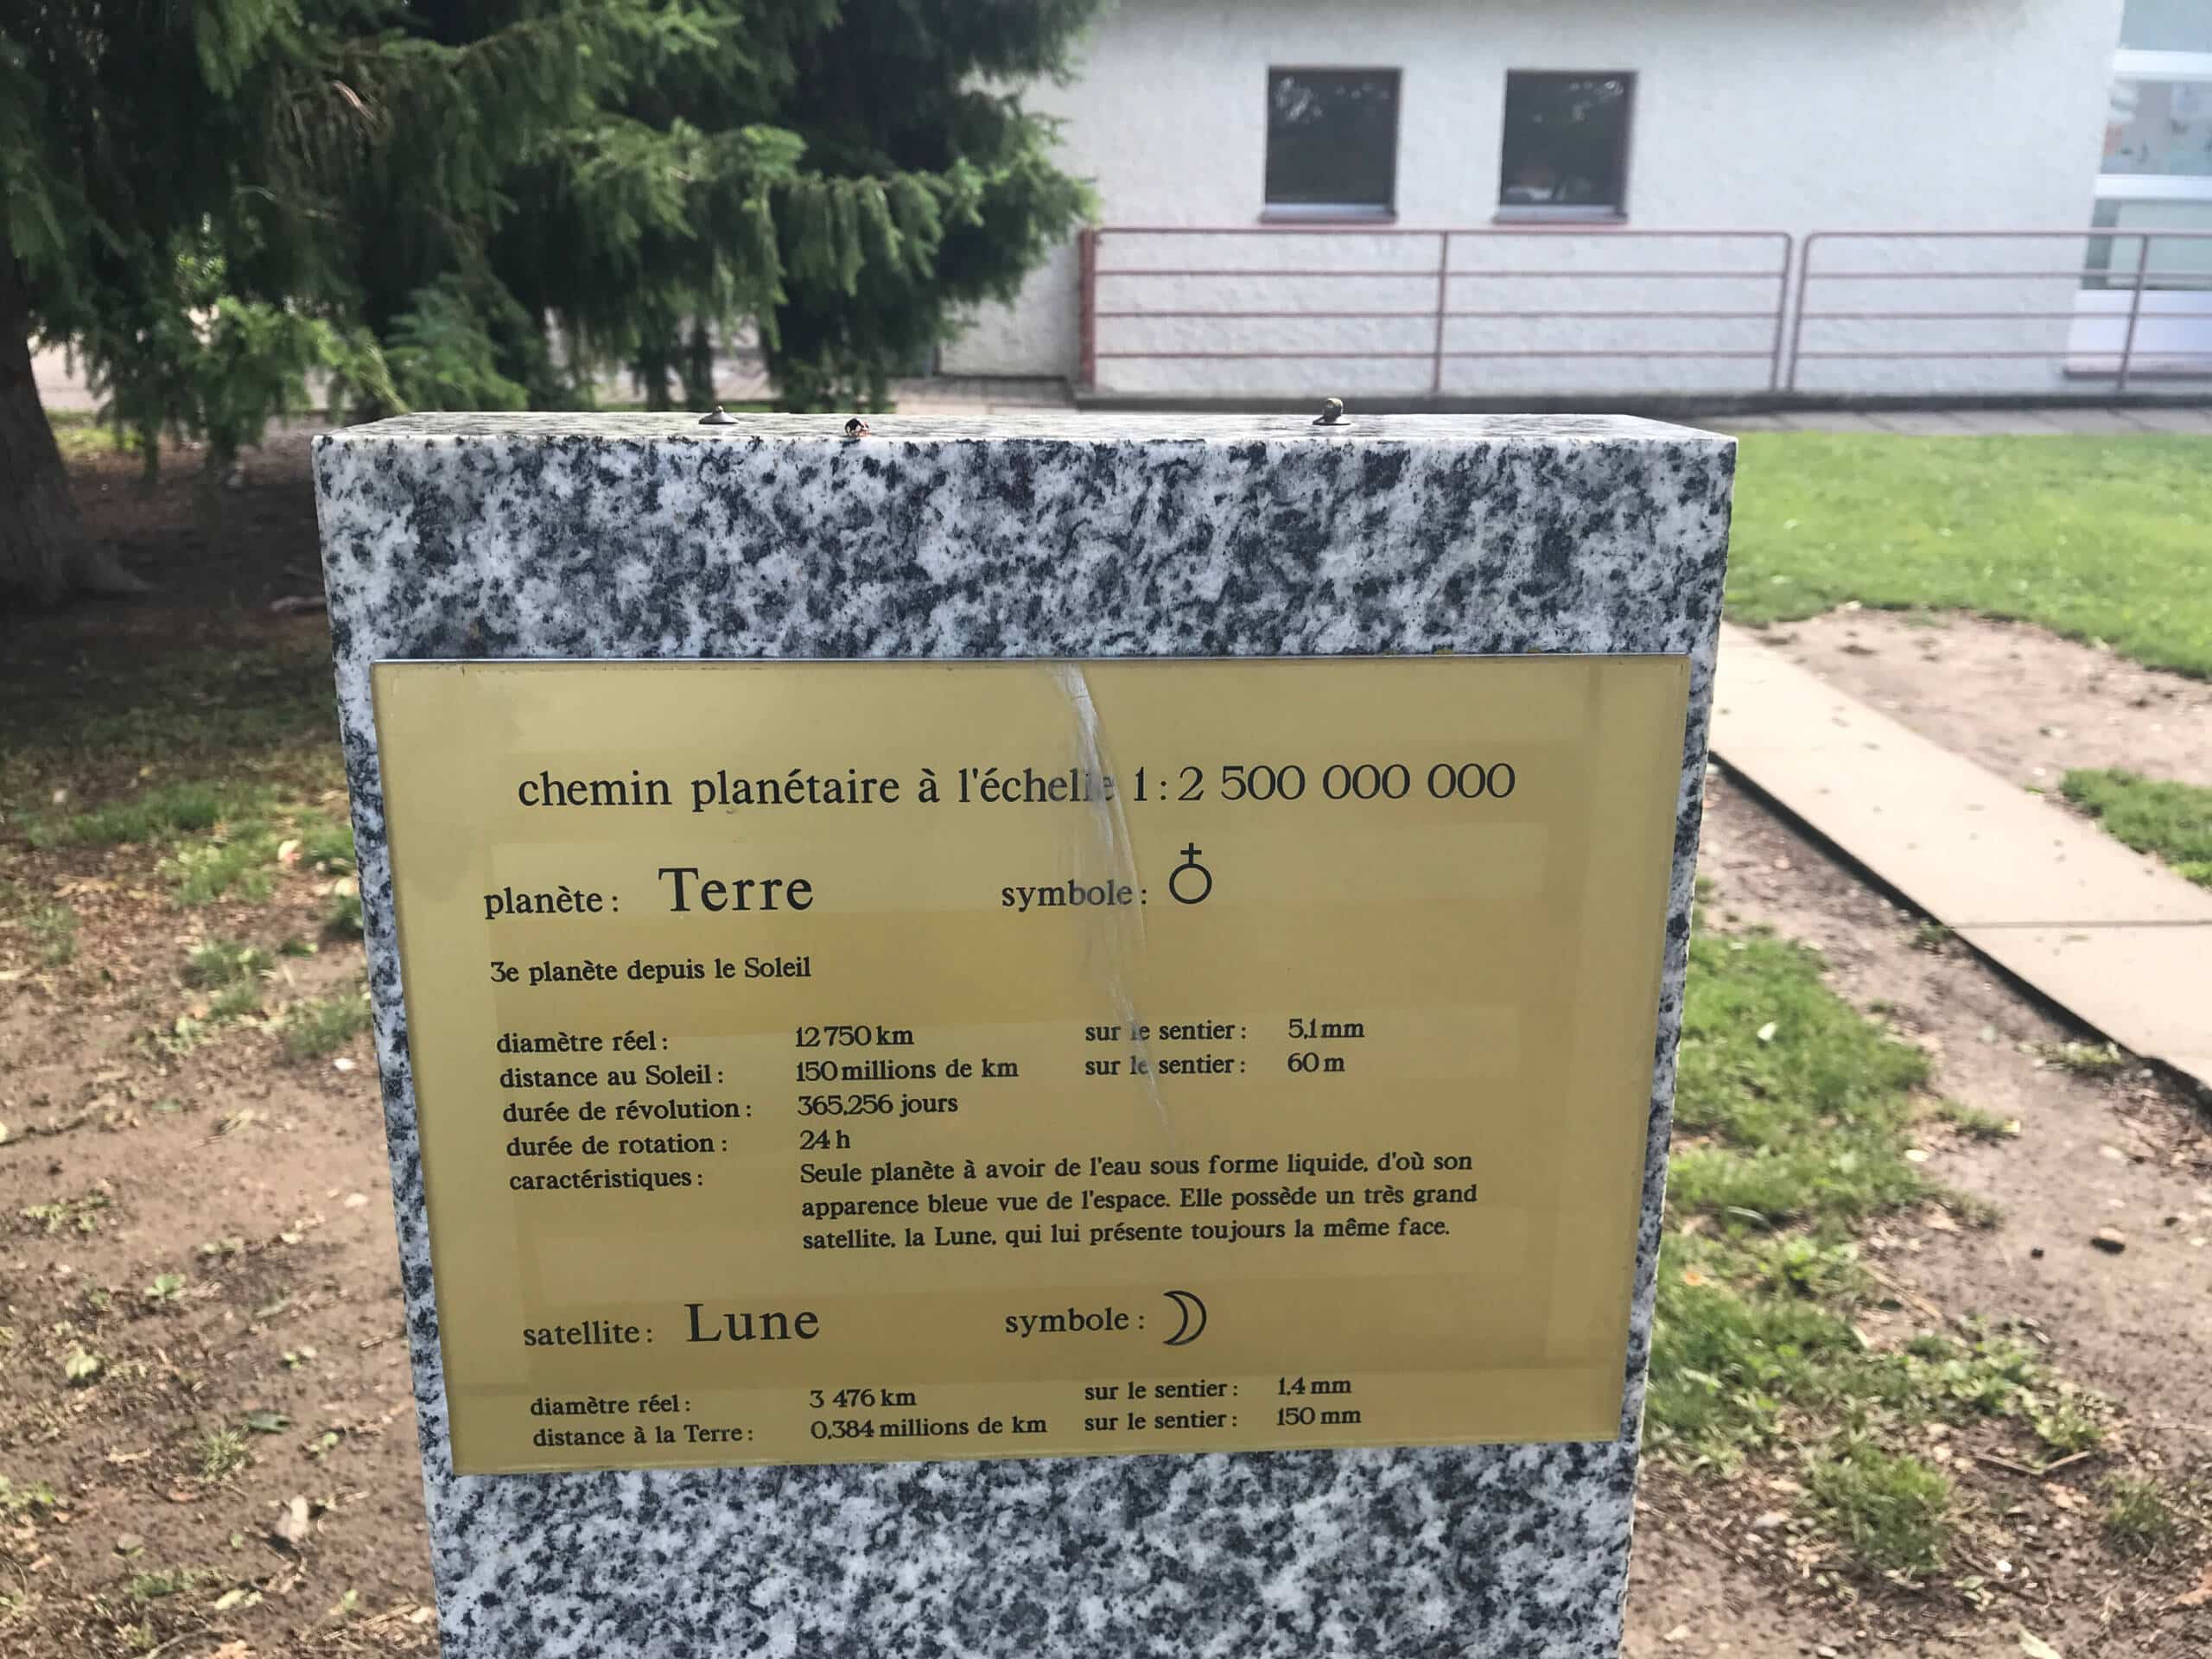 chemin planétaire à l'échelle 1 : 2 500 000 000
planète : Terre symbole : ♁
3e planète depuis le Soleil
diamètre réel : 12 750 km sur le sentier : 5,1 mm
distance au Soleil : 150 millions de km sur le sentier : 60 m
durée de révolution : 365,256 jours
durée de rotation : 24 h
caractéristiques : Seule planète à avoir de l'eau sous forme liquide, d'où son
apparence bleue vue de l'espace. Elle possède un très grand
satellite, la Lune, qui lui présente toujours la même face.
satellite : Lune symbole : ☽
diamètre réel : 3 476 km sur le sentier : 1,4 mm
distance à la Terre : 0,384 millions de km sur le sentier : 150 mm